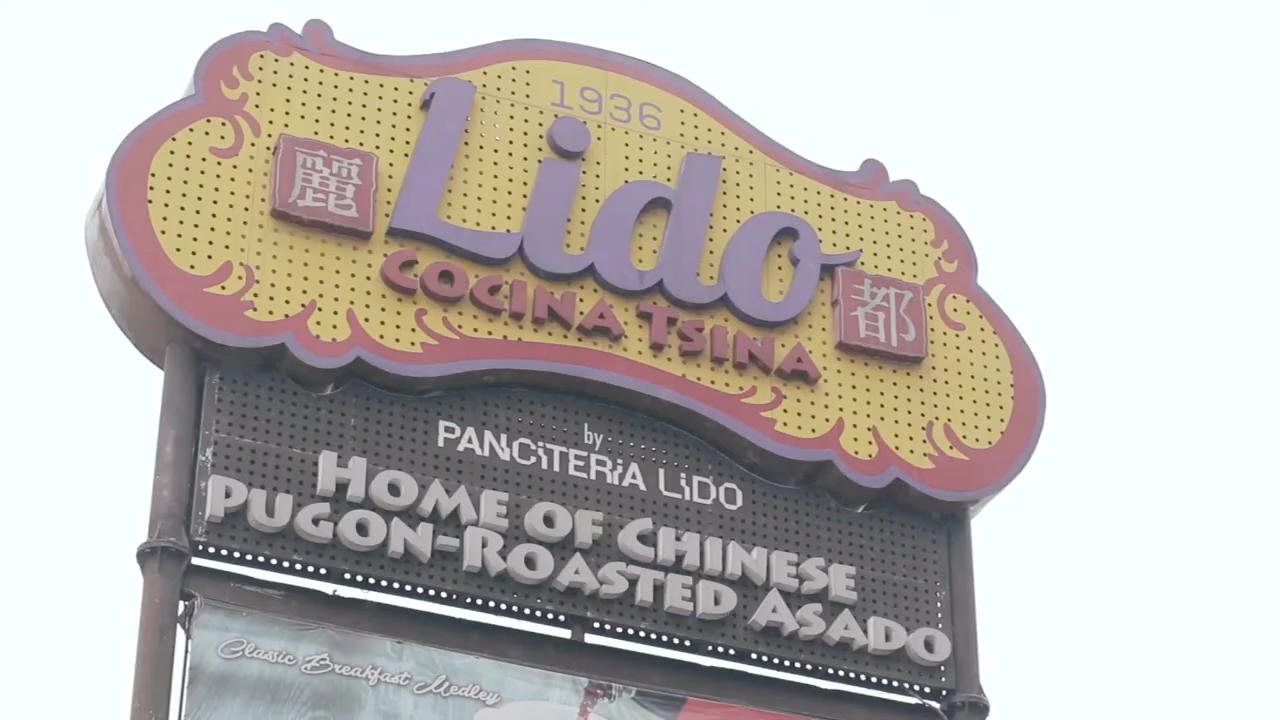 1936
麗
Lido
都
COCINA TSINA
by
PANCITERIA LIDO
HOME OF CHINESE
PUGON-ROASTED ASADO
Classic Breakfast Medley